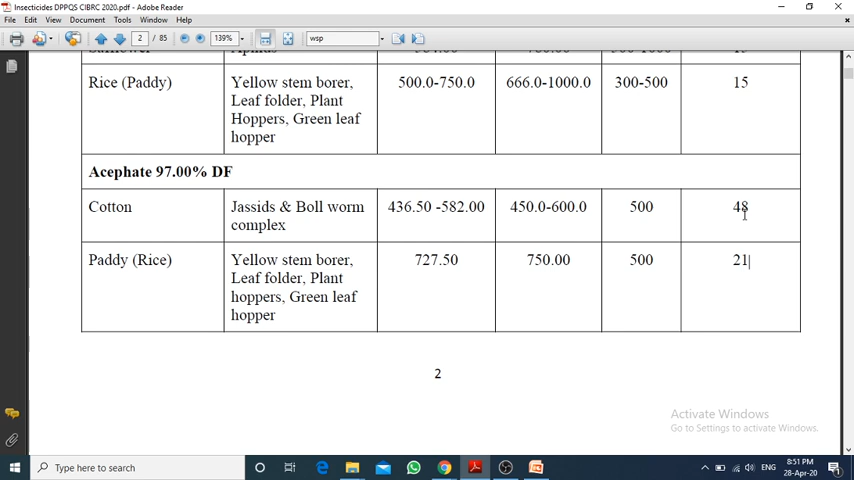 Insecticides DPPQS CIBRC 2020.pdf - Adobe Reader
File Edit View Document Tools Window Help
2 / 85 139% wsp
Safflower Aphids
Rice (Paddy) Yellow stem borer, 500.0-750.0 666.0-1000.0 300-500 15
Leaf folder, Plant
Hoppers, Green leaf
hopper
Acephate 97.00% DF
Cotton Jassids & Boll worm 436.50 -582.00 450.0-600.0 500 48
complex
Paddy (Rice) Yellow stem borer, 727.50 750.00 500 21
Leaf folder, Plant
hoppers, Green leaf
hopper
2
Activate Windows
Go to Settings to activate Windows.
Type here to search
ENG
8:51 PM
28-Apr-20